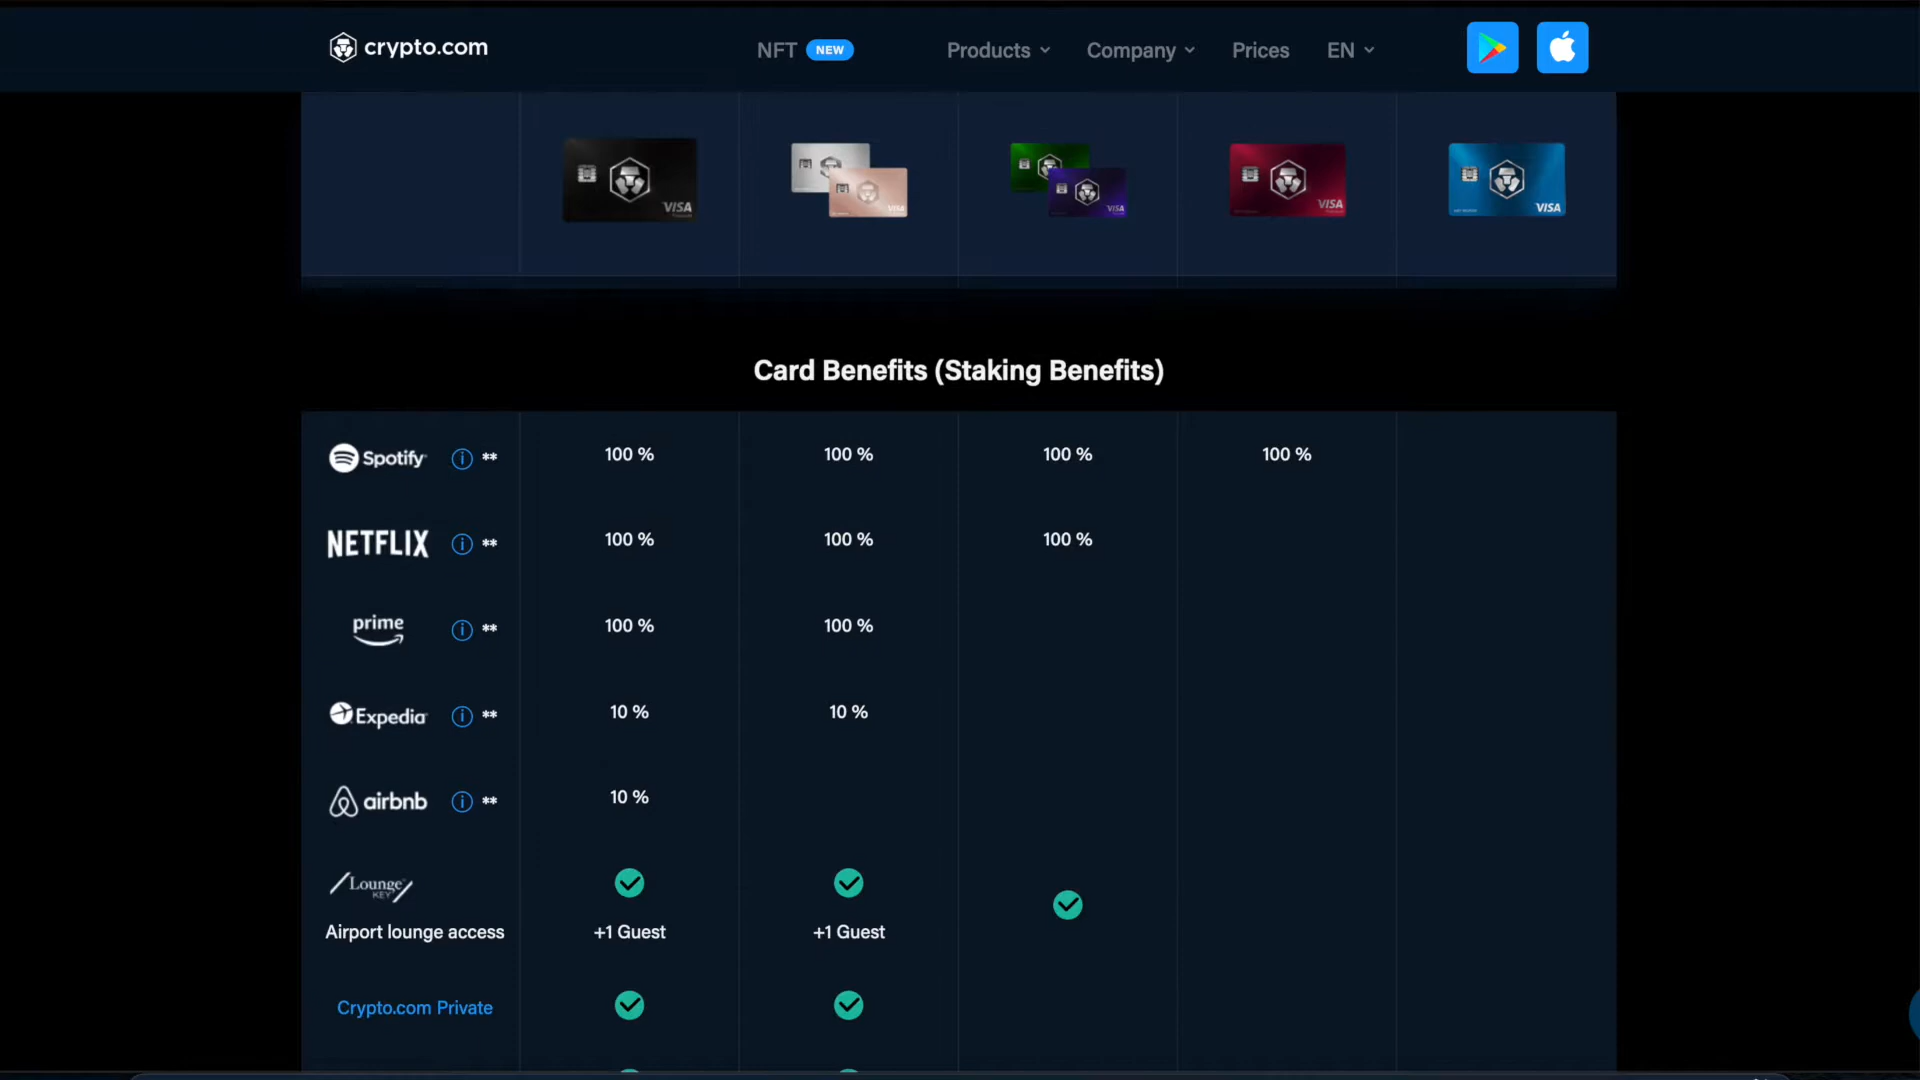 crypto.com NFT NEW Products Company Prices EN
VISA VISA VISA VISA VISA
Card Benefits (Staking Benefits)
Spotify ** 100 % 100 % 100 % 100 %
NETFLIX ** 100 % 100 % 100 %
prime ** 100 % 100 %
Expedia ** 10 % 10 %
airbnb ** 10 %
Lounge KEY
Airport lounge access +1 Guest +1 Guest
Crypto.com Private